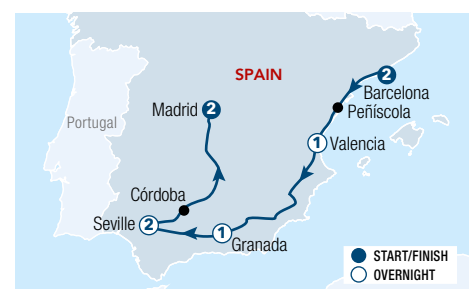 SPAIN
2
Barcelona
Madrid 2
Peñíscola
Portugal
1 Valencia
Córdoba
Seville 2
1
Granada
START/FINISH
OVERNIGHT